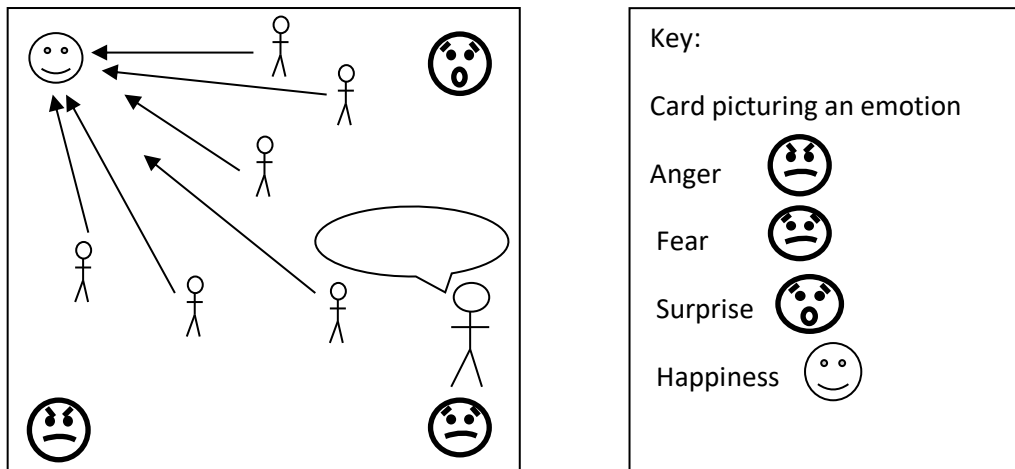 Key:
Card picturing an emotion
Anger
Fear
Surprise
Happiness